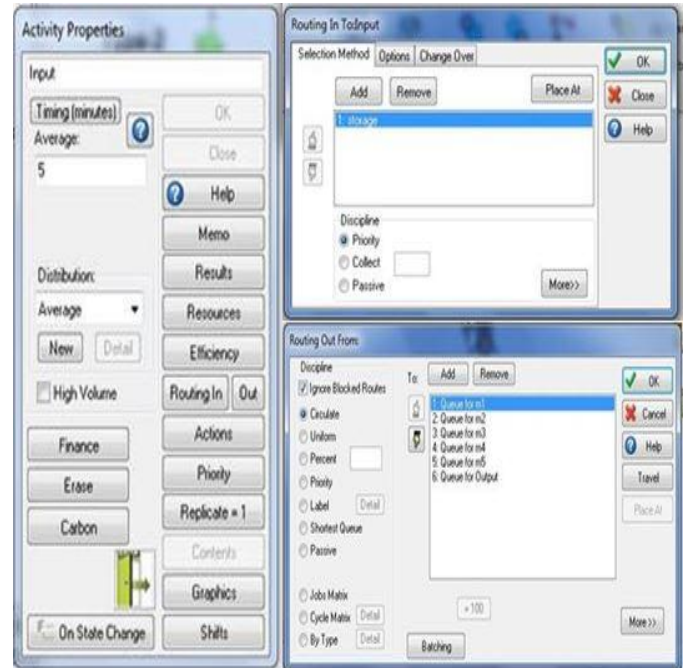 Activity Properties
Input
Timing (minutes)
Average:
5
Distribution:
Average
New
Detail
High Volume
Finance
Erase
Carbon
On State Change
OK
Close
Help
Memo
Results
Resources
Efficiency
Routing In
Out
Actions
Priority
Replicate = 1
Contents
Graphics
Shifts
Routing In To:Input
Selection Method
Options
Change Over
Add
Remove
Place At
OK
Close
Help
1: storage
Discipline
Priority
Collect
Passive
More>>
Routing Out From:
Discipline
Ignore Blocked Routes
Circulate
Uniform
Percent
Priority
Label
Detail
Shortest Queue
Passive
Jobs Matrix
Cycle Matrix
Detail
By Type
Detail
To:
Add
Remove
1: Queue for m1
2: Queue for m2
3: Queue for m3
4: Queue for m4
5: Queue for m5
6: Queue for Output
OK
Cancel
Help
Travel
Place At
More >>
Batching